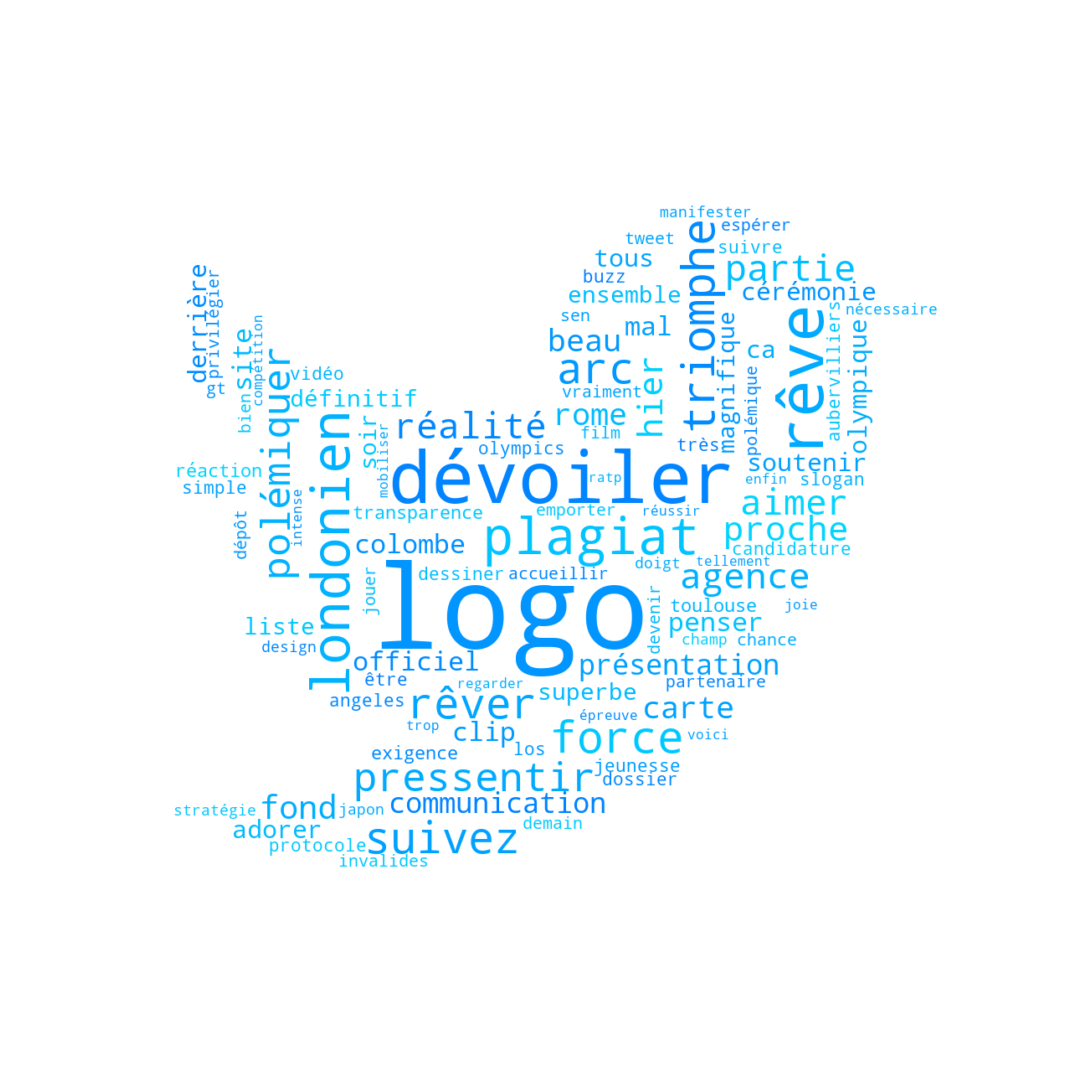 manifester
espérer
tweet
suivre
tous
triomphe
partie
buzz
cérémonie
derrière
privilégier
gt
ensemble
rêve
nécessaire
sen
mal
magnifique
aubervilliers
olympique
compétition
site
beau
ca
polémiquer
vidéo
arc
hier
polémique
bien
définitif
vraiment
rome
londonien
soir
réalité
film
très
mobiliser
olympics
soutenir
réaction
dévoiler
ratp
enfin
slogan
simple
intense
aimer
transparence
emporter
réussir
dépôt
plagiat
proche
colombe
candidature
doigt
tellement
jouer
dessiner
accueillir
agence
logo
devenir
toulouse
joie
liste
penser
design
champ
chance
officiel
présentation
être
regarder
superbe
partenaire
angeles
rêver
épreuve
carte
trop
clip
force
voici
exigence
los
jeunesse
pressentir
dossier
stratégie
fond
japon
communication
adorer
suivez
demain
protocole
invalides